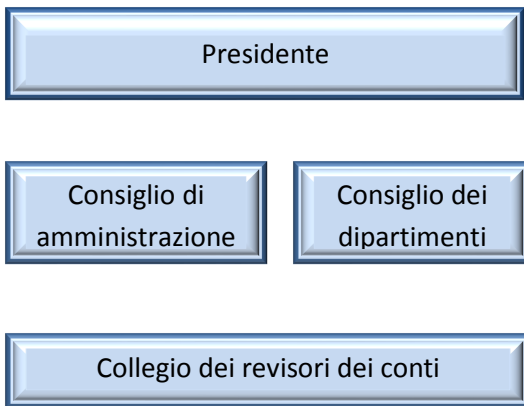 Presidente
Consiglio di
amministrazione
Consiglio dei
dipartimenti
Collegio dei revisori dei conti